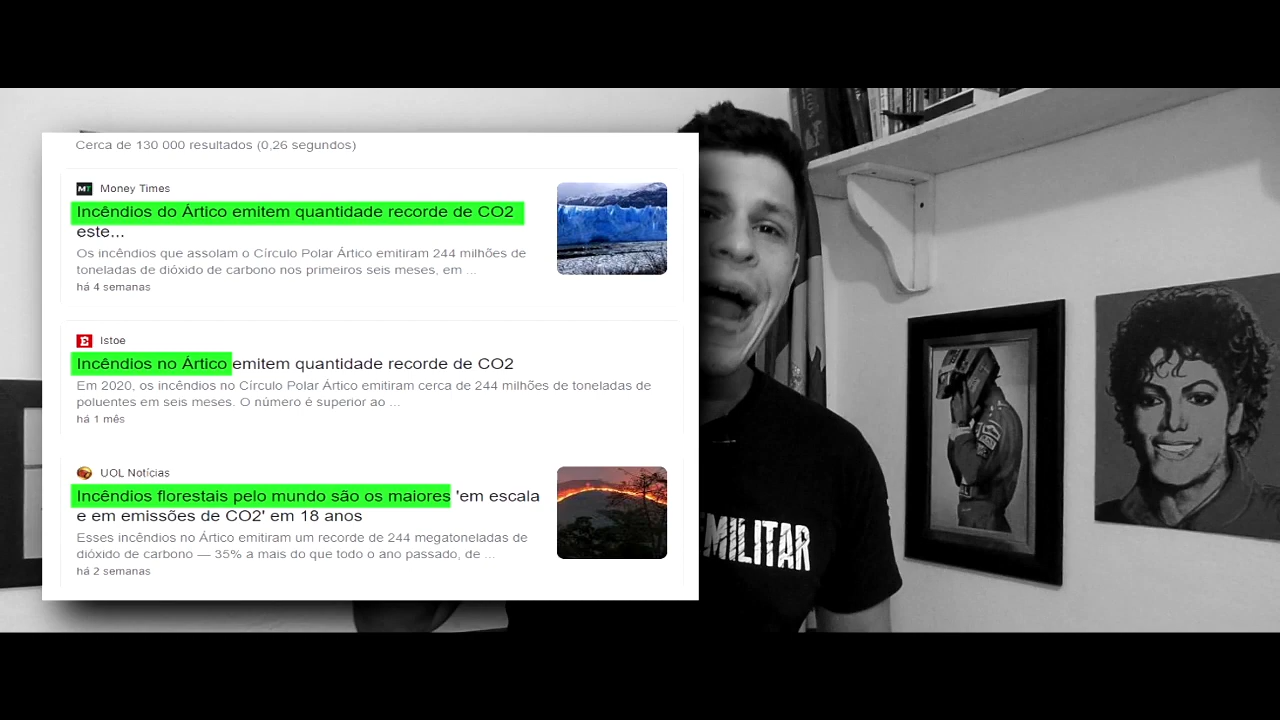 Cerca de 130 000 resultados (0,26 segundos)
Money Times
Incêndios do Ártico emitem quantidade recorde de CO2
este...
Os incêndios que assolam o Círculo Polar Ártico emitiram 244 milhões de
toneladas de dióxido de carbono nos primeiros seis meses, em ...
há 4 semanas
Istoe
Incêndios no Ártico emitem quantidade recorde de CO2
Em 2020, os incêndios no Círculo Polar Ártico emitiram cerca de 244 milhões de toneladas de
poluentes em seis meses. O número é superior ao ...
há 1 mês
UOL Notícias
Incêndios florestais pelo mundo são os maiores 'em escala
e em emissões de CO2' em 18 anos
Esses incêndios no Ártico emitiram um recorde de 244 megatoneladas de
dióxido de carbono — 35% a mais do que todo o ano passado, de ...
há 2 semanas
MILITAR